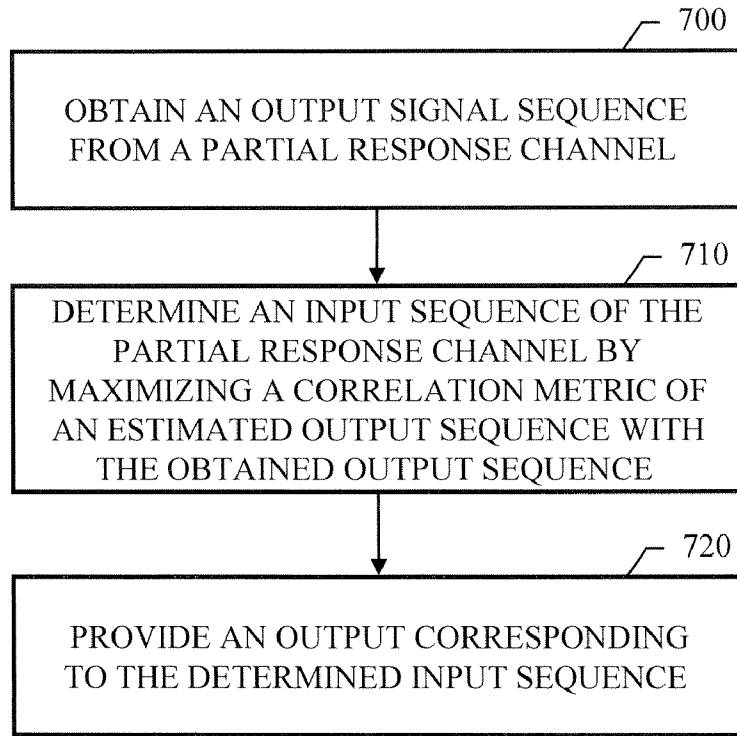 700
OBTAIN AN OUTPUT SIGNAL SEQUENCE
FROM A PARTIAL RESPONSE CHANNEL
710
DETERMINE AN INPUT SEQUENCE OF THE
PARTIAL RESPONSE CHANNEL BY
MAXIMIZING A CORRELATION METRIC OF
AN ESTIMATED OUTPUT SEQUENCE WITH
THE OBTAINED OUTPUT SEQUENCE
720
PROVIDE AN OUTPUT CORRESPONDING
TO THE DETERMINED INPUT SEQUENCE